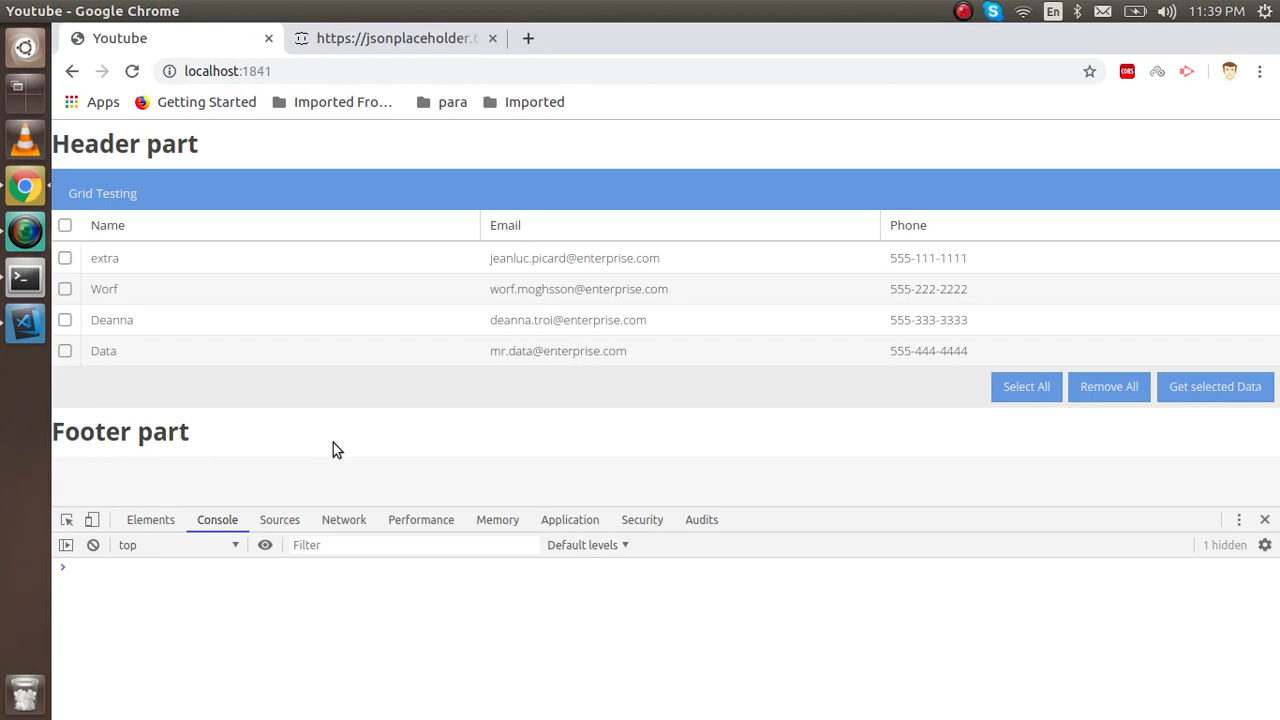 Youtube - Google Chrome En 11:39 PM
Youtube https://jsonplaceholder.t
localhost:1841 CORS
Apps Getting Started Imported Fro... para Imported
Header part
Grid Testing
Name Email Phone
extra jeanluc.picard@enterprise.com 555-111-1111
Worf worf.moghsson@enterprise.com 555-222-2222
Deanna deanna.troi@enterprise.com 555-333-3333
Data mr.data@enterprise.com 555-444-4444
Select All Remove All Get selected Data
Footer part
Elements Console Sources Network Performance Memory Application Security Audits
top Filter Default levels 1 hidden